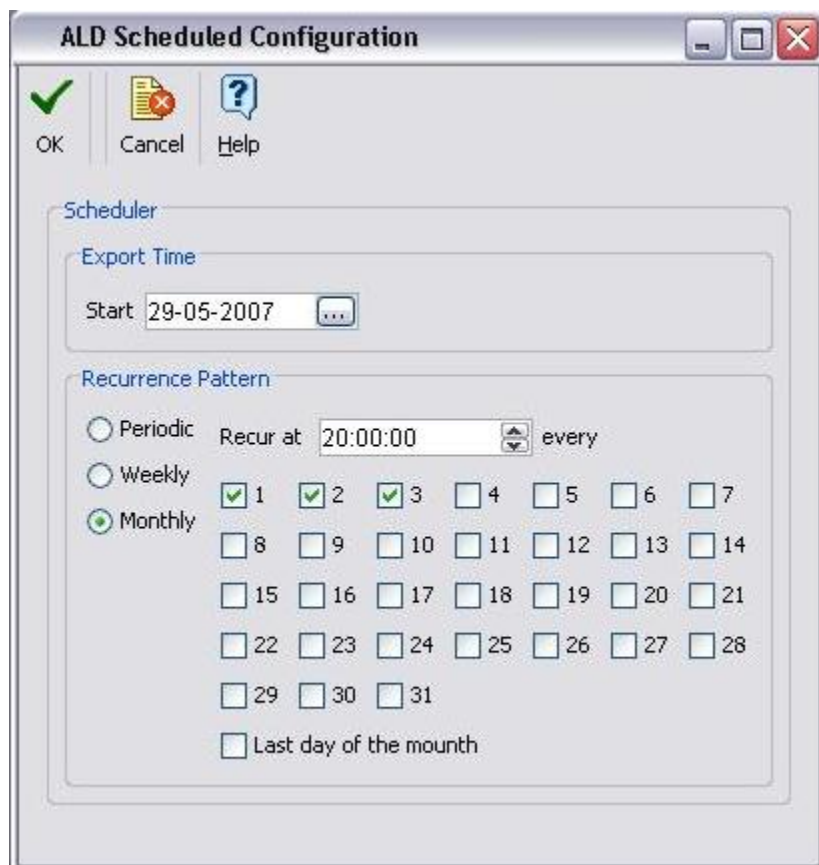 ALD Scheduled Configuration
OK Cancel Help
Scheduler
Export Time
Start 29-05-2007 ...
Recurrence Pattern
Periodic
Recur at 20:00:00 every
Weekly
Monthly
1 2 3 4 5 6 7
8 9 10 11 12 13 14
15 16 17 18 19 20 21
22 23 24 25 26 27 28
29 30 31
Last day of the mounth